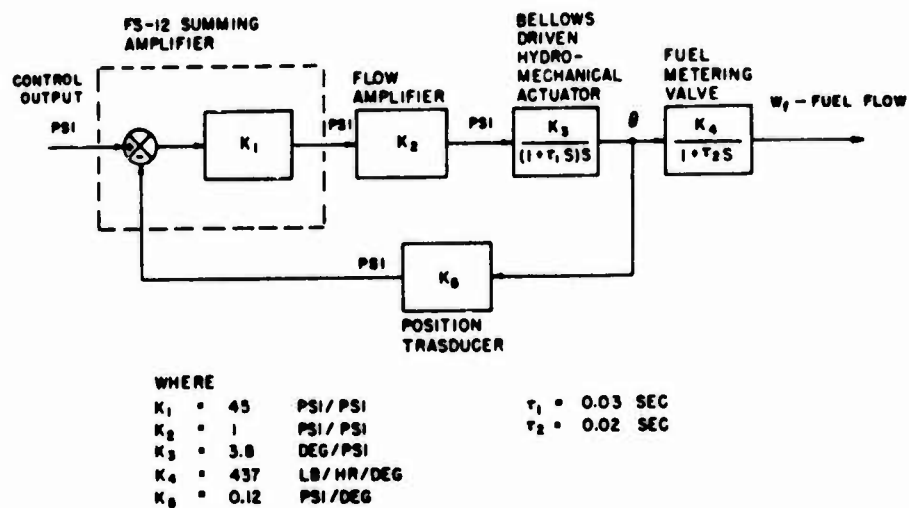 FS-12 SUMMING
AMPLIFIER
CONTROL
OUTPUT
PSI
-
K1
PSI
FLOW
AMPLIFIER
K2
PSI
BELLOWS
DRIVEN
HYDRO-
MECHANICAL
ACTUATOR
K3
(1+τ1S)S
θ
FUEL
METERING
VALVE
K4
1+τ2S
Wf-FUEL FLOW
PSI
K5
POSITION
TRASDUCER
WHERE
K1 = 45 PSI/PSI
K2 = 1 PSI/PSI
K3 = 3.8 DEG/PSI
K4 = 437 LB/HR/DEG
K5 = 0.12 PSI/DEG
τ1 = 0.03 SEC
τ2 = 0.02 SEC